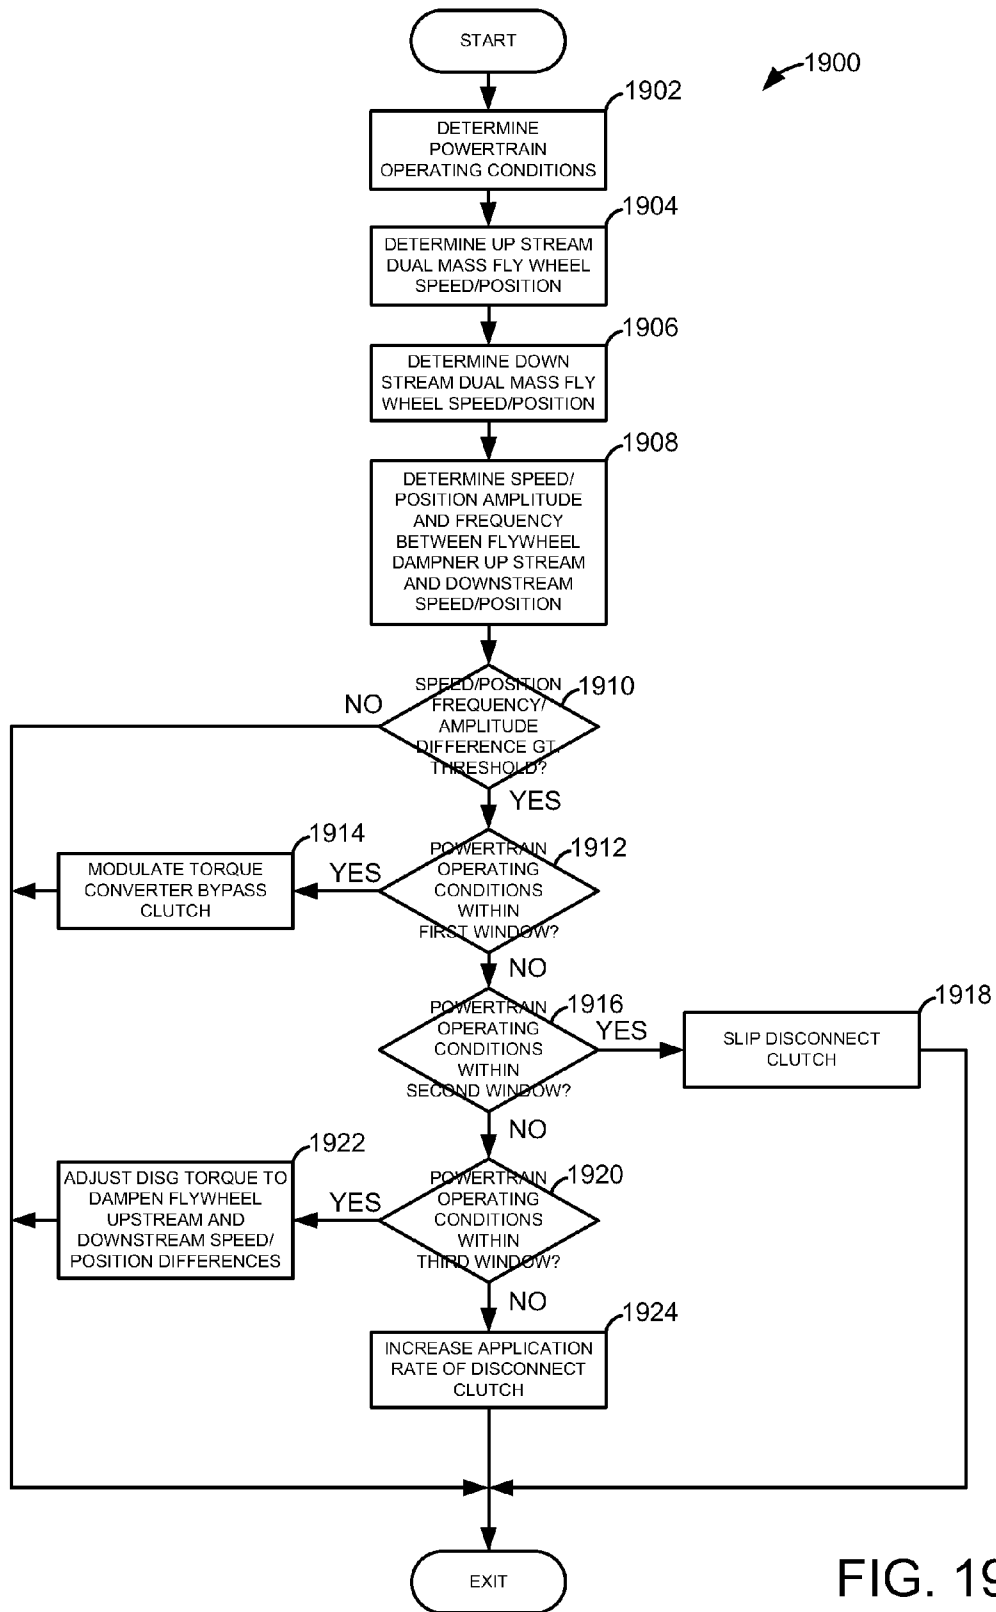 START
1900
1902
DETERMINE
POWERTRAIN
OPERATING CONDITIONS
1904
DETERMINE UP STREAM
DUAL MASS FLY WHEEL
SPEED/POSITION
1906
DETERMINE DOWN
STREAM DUAL MASS FLY
WHEEL SPEED/POSITION
1908
DETERMINE SPEED/
POSITION AMPLITUDE
AND FREQUENCY
BETWEEN FLYWHEEL
DAMPNER UP STREAM
AND DOWNSTREAM
SPEED/POSITION
1910
NO
SPEED/POSITION
FREQUENCY/
AMPLITUDE
DIFFERENCE GT.
THRESHOLD?
YES
1912
POWERTRAIN
OPERATING
CONDITIONS
WITHIN
FIRST WINDOW?
YES
1914
MODULATE TORQUE
CONVERTER BYPASS
CLUTCH
NO
1916
POWERTRAIN
OPERATING
CONDITIONS
WITHIN
SECOND WINDOW?
YES
1918
SLIP DISCONNECT
CLUTCH
NO
1920
POWERTRAIN
OPERATING
CONDITIONS
WITHIN
THIRD WINDOW?
YES
1922
ADJUST DISG TORQUE TO
DAMPEN FLYWHEEL
UPSTREAM AND
DOWNSTREAM SPEED/
POSITION DIFFERENCES
NO
1924
INCREASE APPLICATION
RATE OF DISCONNECT
CLUTCH
EXIT
FIG. 19